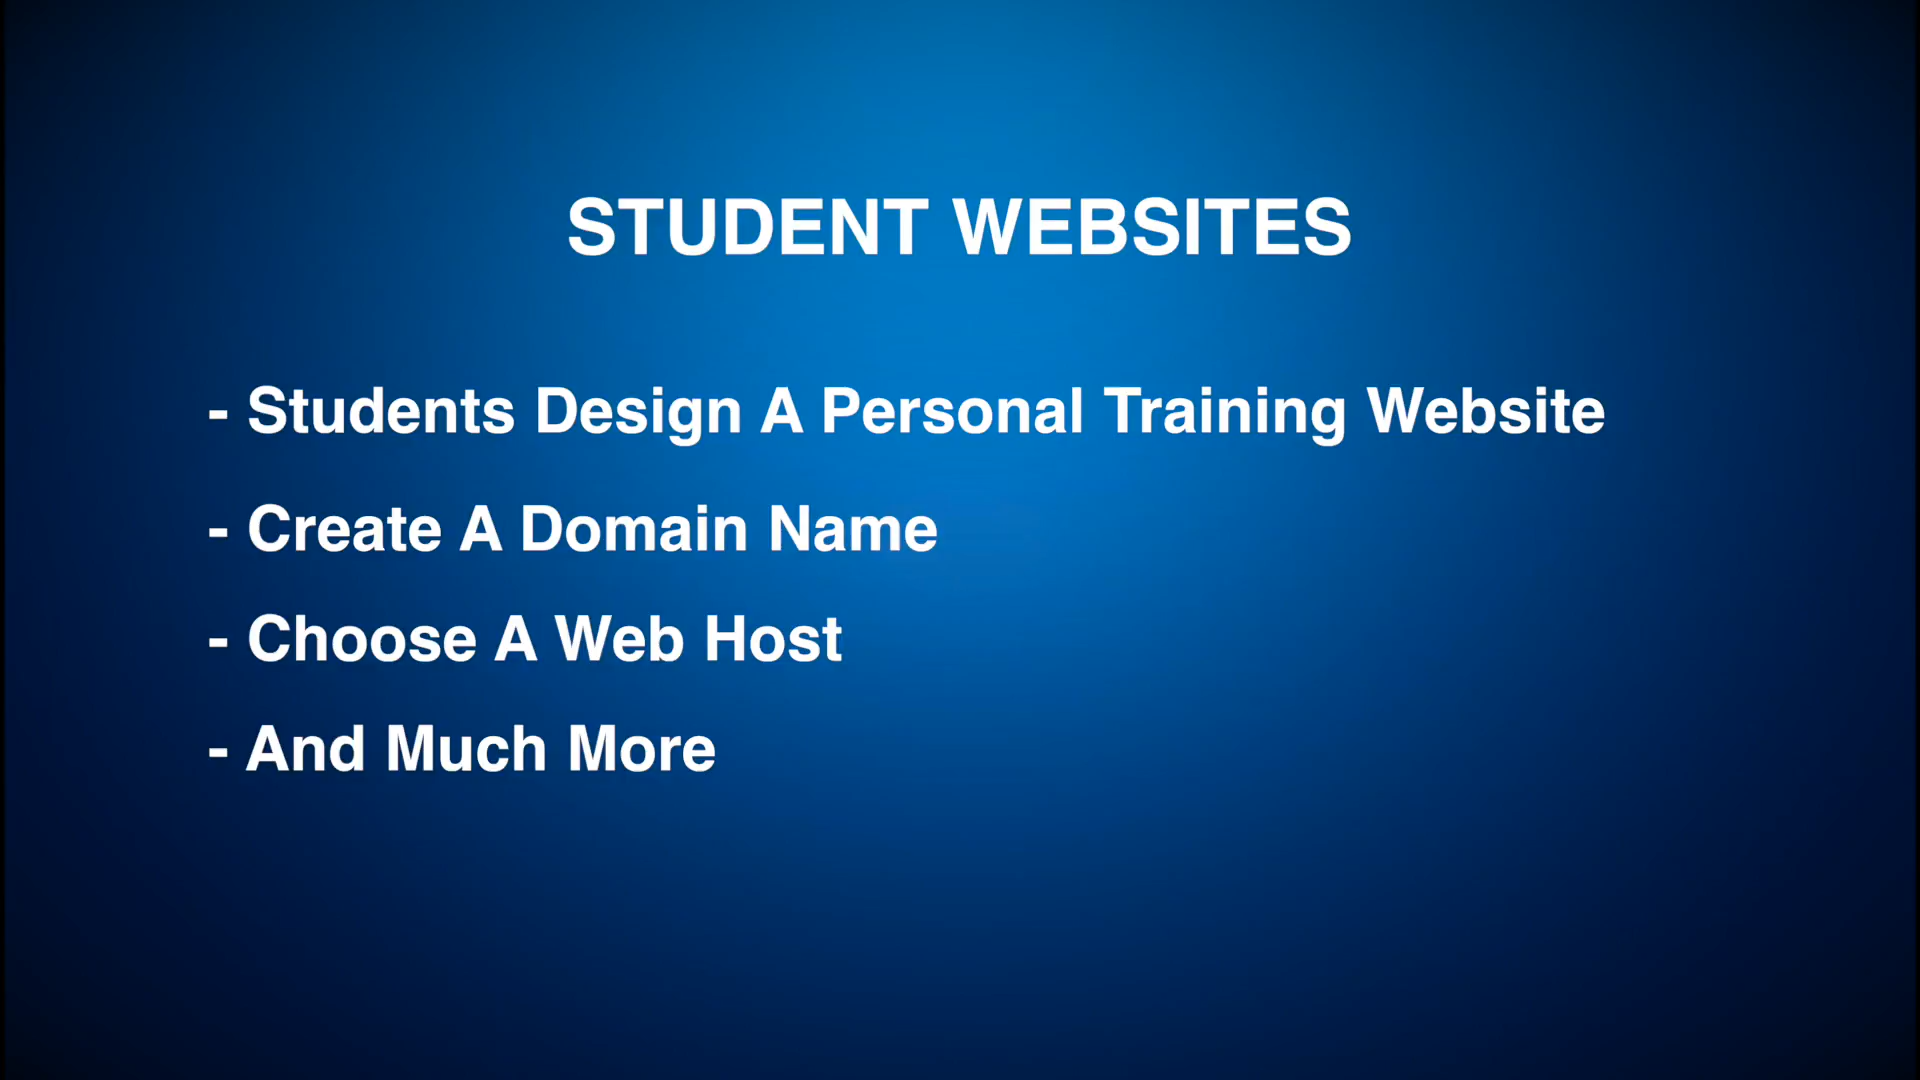 STUDENT WEBSITES
- Students Design A Personal Training Website
- Create A Domain Name
- Choose A Web Host
- And Much More